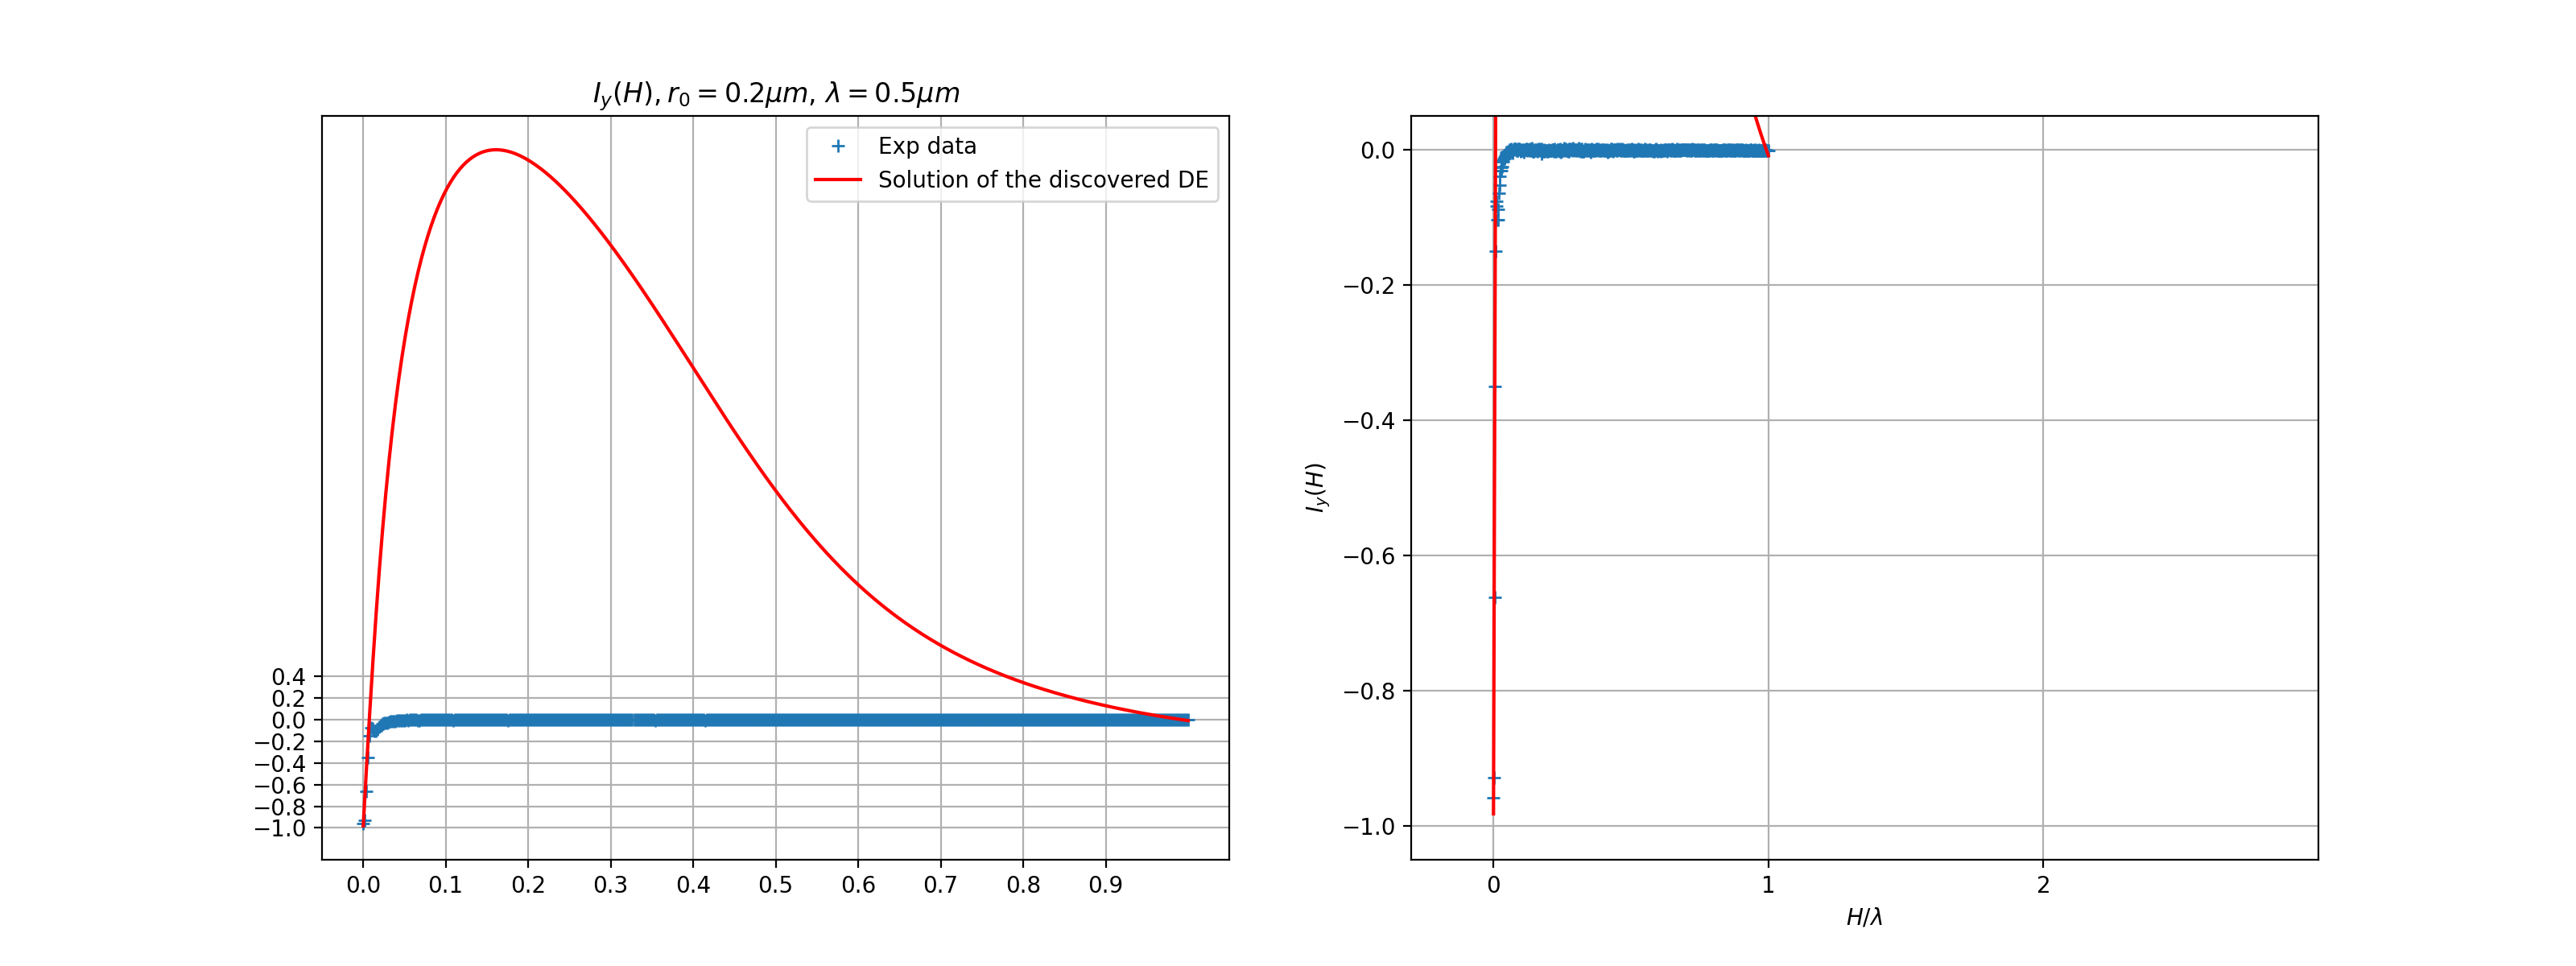 I_y(H), r_0 = 0.2μm, λ = 0.5μm
Exp data
Solution of the discovered DE
0.4
0.2
0.0
−0.2
−0.4
−0.6
−0.8
−1.0
0.0 0.1 0.2 0.3 0.4 0.5 0.6 0.7 0.8 0.9
I_y(H)
0.0
−0.2
−0.4
−0.6
−0.8
−1.0
0 1 2
H/λ